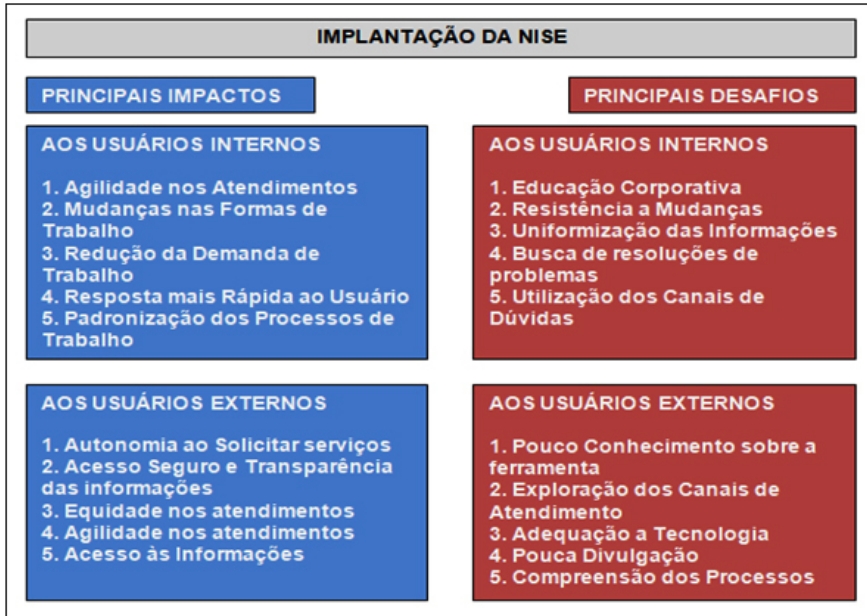 IMPLANTAÇÃO DA NISE
PRINCIPAIS IMPACTOS
AOS USUÁRIOS INTERNOS
1. Agilidade nos Atendimentos
2. Mudanças nas Formas de
Trabalho
3. Redução da Demanda de
Trabalho
4. Resposta mais Rápida ao Usuário
5. Padronização dos Processos de
Trabalho
AOS USUÁRIOS EXTERNOS
1. Autonomia ao Solicitar serviços
2. Acesso Seguro e Transparência
das informações
3. Equidade nos atendimentos
4. Agilidade nos atendimentos
5. Acesso às Informações
PRINCIPAIS DESAFIOS
AOS USUÁRIOS INTERNOS
1. Educação Corporativa
2. Resistência a Mudanças
3. Uniformização das Informações
4. Busca de resoluções de
problemas
5. Utilização dos Canais de
Dúvidas
AOS USUÁRIOS EXTERNOS
1. Pouco Conhecimento sobre a
ferramenta
2. Exploração dos Canais de
Atendimento
3. Adequação a Tecnologia
4. Pouca Divulgação
5. Compreensão dos Processos